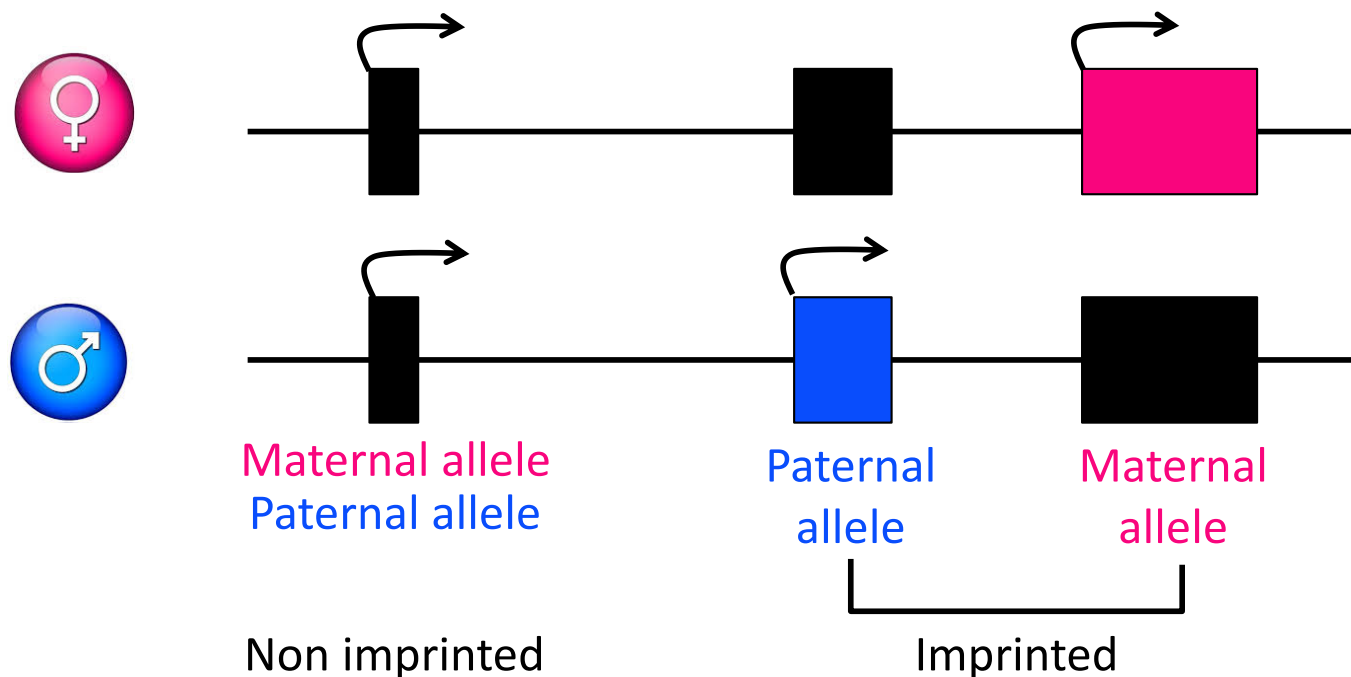 Maternal allele
Paternal allele
Paternal
allele
Maternal
allele
Non imprinted
Imprinted